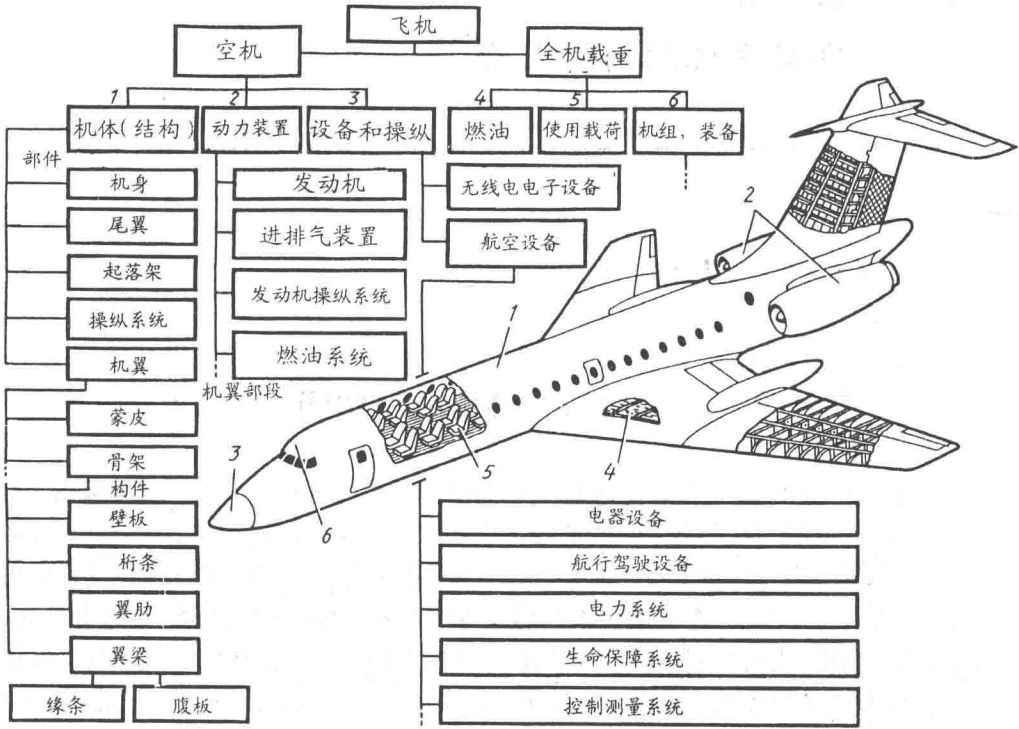 飞机
空机
全机载重
1
2
3
4
5
6
机体(结构)
动力装置
设备和操纵
燃油
使用载荷
机组，装备
部件
机身
尾翼
起落架
操纵系统
机翼
发动机
进排气装置
发动机操纵系统
燃油系统
无线电电子设备
航空设备
机翼部段
蒙皮
骨架
构件
壁板
桁条
翼肋
翼梁
缘条
腹板
电器设备
航行驾驶设备
电力系统
生命保障系统
控制测量系统
1
2
3
4
5
6